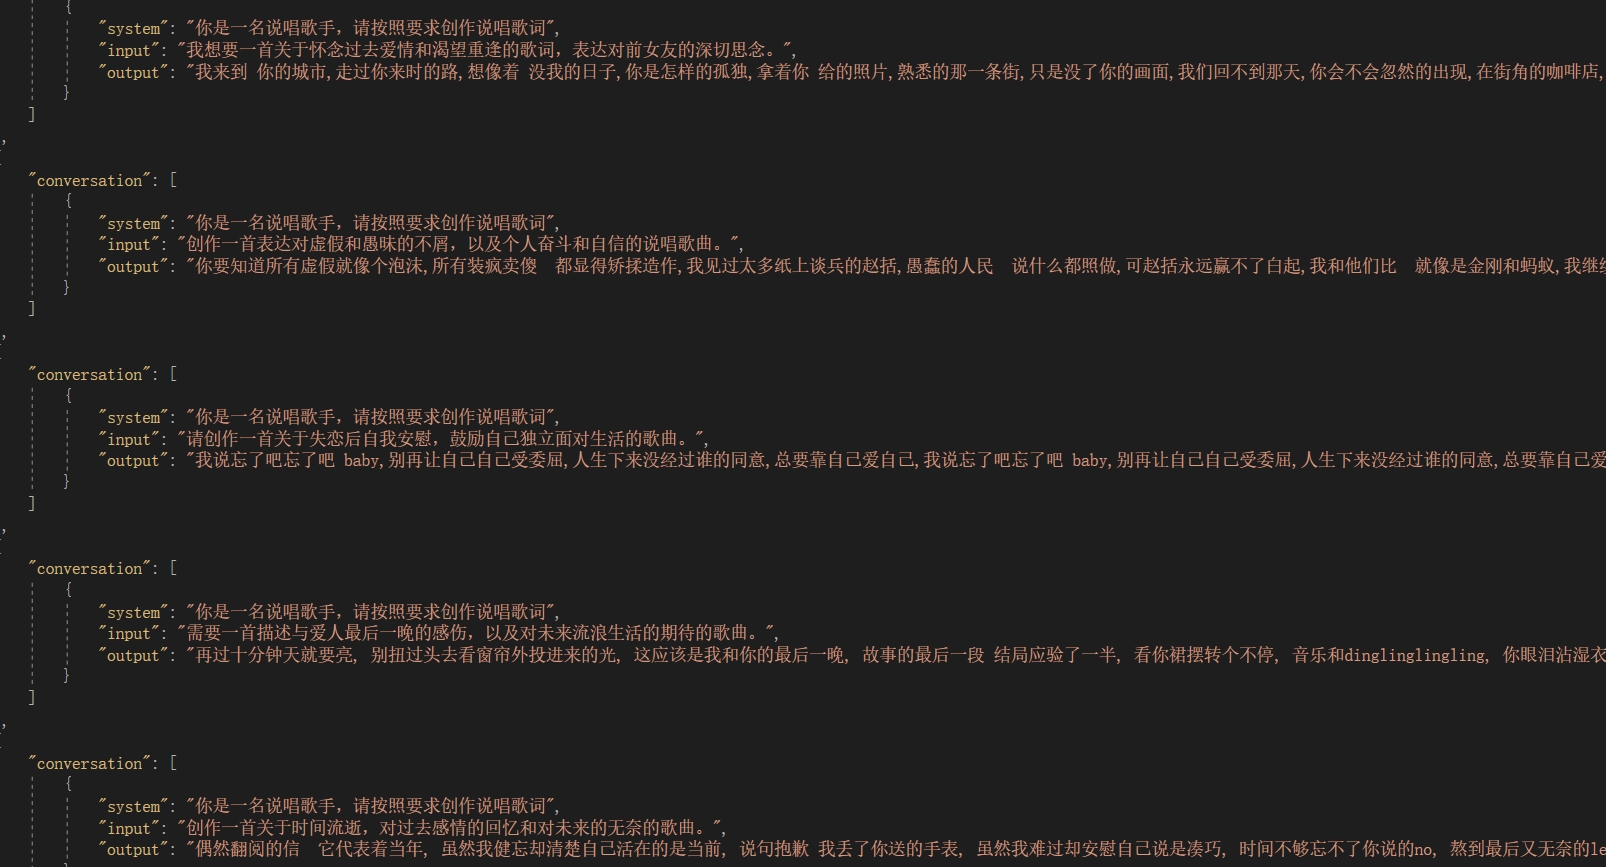 {
"system": "你是一名说唱歌手，请按照要求创作说唱歌词",
"input": "我想要一首关于怀念过去爱情和渴望重逢的歌词，表达对前女友的深切思念。",
"output": "我来到 你的城市,走过你来时的路,想像着 没我的日子,你是怎样的孤独,拿着你 给的照片,熟悉的那一条街,只是没了你的画面,我们回不到那天,你会不会忽然的出现,在街角的咖啡店,
}
]
,
"conversation": [
{
"system": "你是一名说唱歌手，请按照要求创作说唱歌词",
"input": "创作一首表达对虚假和愚昧的不屑，以及个人奋斗和自信的说唱歌曲。",
"output": "你要知道所有虚假就像个泡沫,所有装疯卖傻  都显得矫揉造作,我见过太多纸上谈兵的赵括,愚蠢的人民  说什么都照做,可赵括永远赢不了白起,我和他们比  就像是金刚和蚂蚁,我继续
}
]
,
"conversation": [
{
"system": "你是一名说唱歌手，请按照要求创作说唱歌词",
"input": "请创作一首关于失恋后自我安慰，鼓励自己独立面对生活的歌曲。",
"output": "我说忘了吧忘了吧 baby,别再让自己自己受委屈,人生下来没经过谁的同意,总要靠自己爱自己,我说忘了吧忘了吧 baby,别再让自己自己受委屈,人生下来没经过谁的同意,总要靠自己爱
}
]
,
"conversation": [
{
"system": "你是一名说唱歌手，请按照要求创作说唱歌词",
"input": "需要一首描述与爱人最后一晚的感伤，以及对未来流浪生活的期待的歌曲。",
"output": "再过十分钟天就要亮, 别扭过头去看窗帘外投进来的光, 这应该是我和你的最后一晚, 故事的最后一段 结局应验了一半, 看你裙摆转个不停, 音乐和dinglinglingling, 你眼泪沾湿衣
}
]
,
"conversation": [
{
"system": "你是一名说唱歌手，请按照要求创作说唱歌词",
"input": "创作一首关于时间流逝，对过去感情的回忆和对未来的无奈的歌曲。",
"output": "偶然翻阅的信  它代表着当年, 虽然我健忘却清楚自己活在的是当前, 说句抱歉 我丢了你送的手表, 虽然我难过却安慰自己说是凑巧, 时间不够忘不了你说的no, 熬到最后又无奈的le